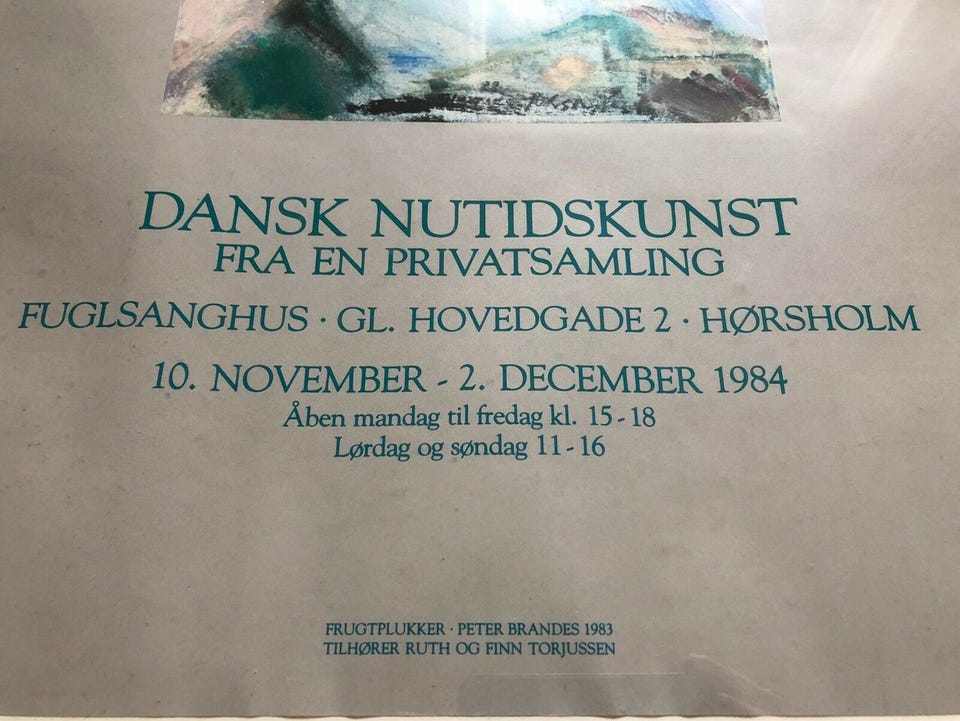 DANSK NUTIDSKUNST
FRA EN PRIVATSAMLING
FUGLSANGHUS · GL. HOVEDGADE 2 · HØRSHOLM
10. NOVEMBER - 2. DECEMBER 1984
Åben mandag til fredag kl. 15-18
Lørdag og søndag 11-16
FRUGTPLUKKER · PETER BRANDES 1983
TILHØRER RUTH OG FINN TORJUSSEN